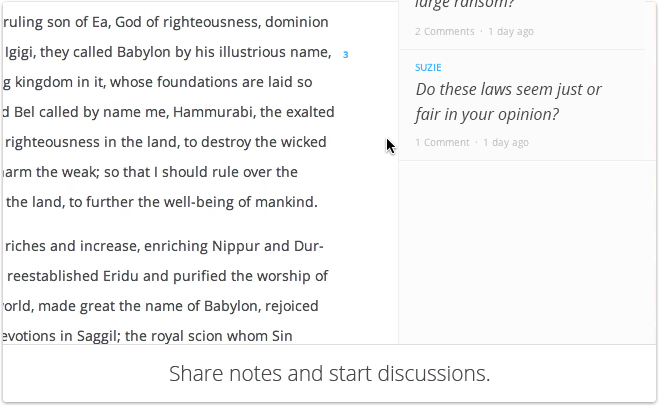 ruling son of Ea, God of righteousness, dominion
Igigi, they called Babylon by his illustrious name, 3
g kingdom in it, whose foundations are laid so
d Bel called by name me, Hammurabi, the exalted
righteousness in the land, to destroy the wicked
arm the weak; so that I should rule over the
the land, to further the well-being of mankind.
riches and increase, enriching Nippur and Dur-
reestablished Eridu and purified the worship of
orld, made great the name of Babylon, rejoiced
evotions in Saggil; the royal scion whom Sin
large ransom?
2 Comments · 1 day ago
SUZIE
Do these laws seem just or
fair in your opinion?
1 Comment · 1 day ago
Share notes and start discussions.